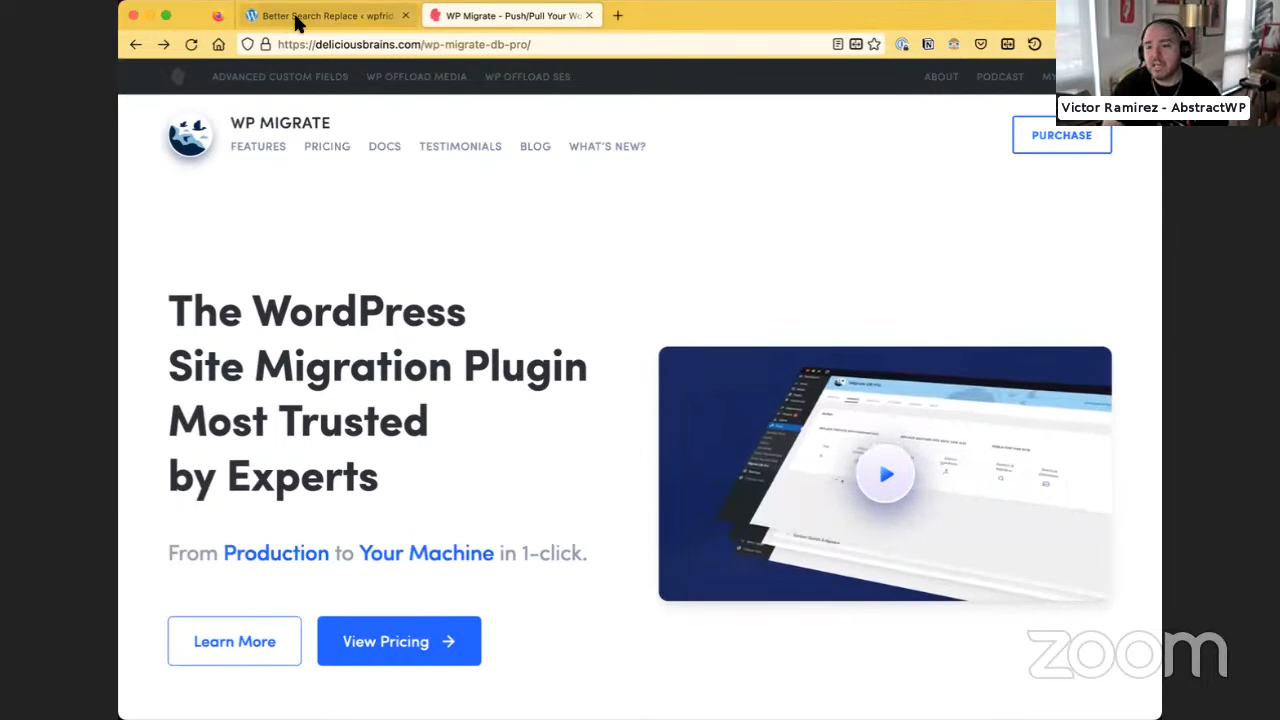 Better Search Replace ‹ wpfrid
WP Migrate - Push/Pull Your Wo
https://deliciousbrains.com/wp-migrate-db-pro/
ADVANCED CUSTOM FIELDS
WP OFFLOAD MEDIA
WP OFFLOAD SES
ABOUT
PODCAST
MY
Victor Ramirez - AbstractWP
WP MIGRATE
PURCHASE
FEATURES
PRICING
DOCS
TESTIMONIALS
BLOG
WHAT'S NEW?
The WordPress
Site Migration Plugin
Most Trusted
by Experts
From Production to Your Machine in 1-click.
Learn More
View Pricing →
zoom